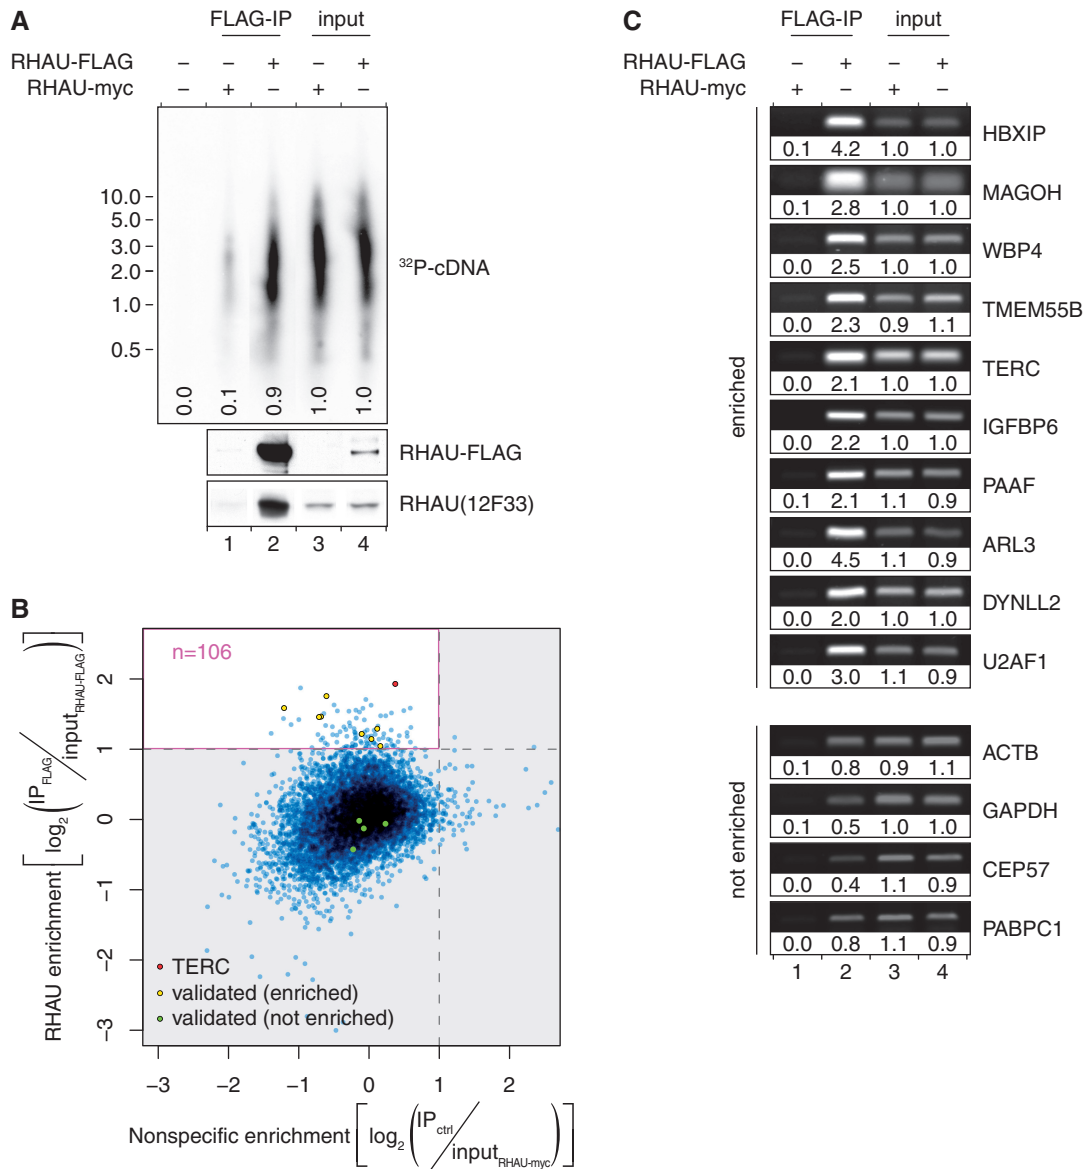 A
FLAG-IP input
RHAU-FLAG – – + – +
RHAU-myc – + – + –
10.0
5.0
3.0
2.0
1.0
0.5
32P-cDNA
0.0 0.1 0.9 1.0 1.0
RHAU-FLAG
RHAU(12F33)
1 2 3 4
B
n=106
RHAU enrichment [log2 (IPFLAG/inputRHAU-FLAG)]
2
1
0
−1
−2
−3
TERC
validated (enriched)
validated (not enriched)
−3 −2 −1 0 1 2
Nonspecific enrichment [log2 (IPctrl/inputRHAU-myc)]
C
FLAG-IP input
RHAU-FLAG – + – +
RHAU-myc + – + –
enriched
HBXIP
0.1 4.2 1.0 1.0
MAGOH
0.1 2.8 1.0 1.0
WBP4
0.0 2.5 1.0 1.0
TMEM55B
0.0 2.3 0.9 1.1
TERC
0.0 2.1 1.0 1.0
IGFBP6
0.0 2.2 1.0 1.0
PAAF
0.1 2.1 1.1 0.9
ARL3
0.0 4.5 1.1 0.9
DYNLL2
0.0 2.0 1.0 1.0
U2AF1
0.0 3.0 1.1 0.9
not enriched
ACTB
0.1 0.8 0.9 1.1
GAPDH
0.1 0.5 1.0 1.0
CEP57
0.0 0.4 1.1 0.9
PABPC1
0.0 0.8 1.1 0.9
1 2 3 4